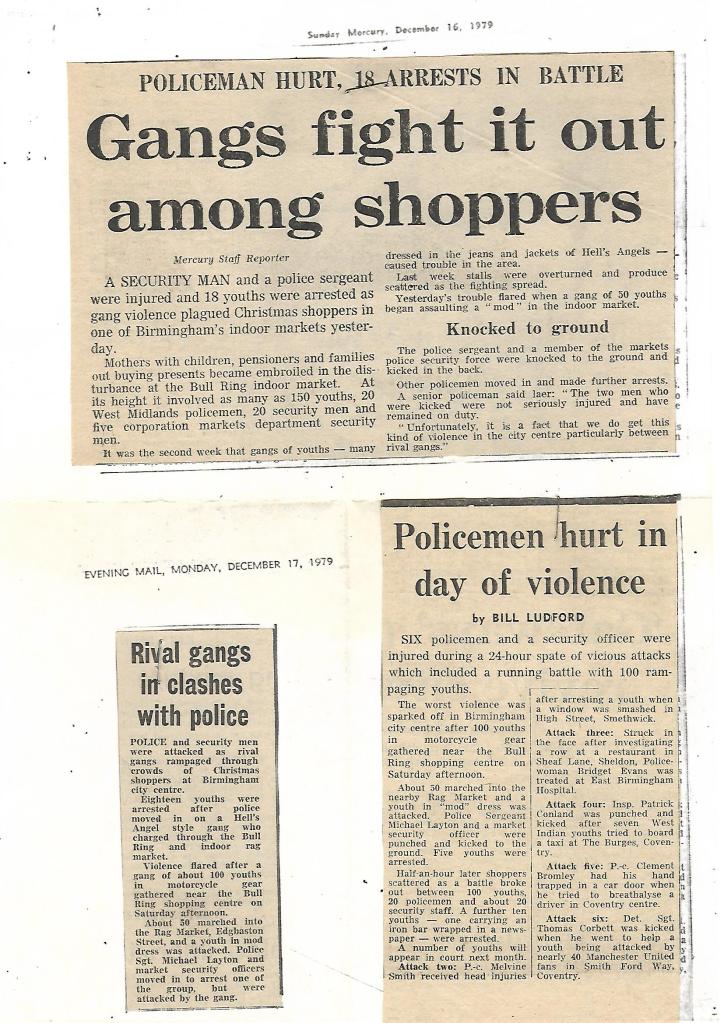 Sunday Mercury, December 16, 1979
POLICEMAN HURT, 18 ARRESTS IN BATTLE
Gangs fight it out
among shoppers
Mercury Staff Reporter
A SECURITY MAN and a police sergeant
were injured and 18 youths were arrested as
gang violence plagued Christmas shoppers in
one of Birmingham's indoor markets yester-
day.
Mothers with children, pensioners and families
out buying presents became embroiled in the dis-
turbance at the Bull Ring indoor market. At
its height it involved as many as 150 youths, 20
West Midlands policemen, 20 security men and
five corporation markets department security
men.
It was the second week that gangs of youths — many
dressed in the jeans and jackets of Hell's Angels —
caused trouble in the area.
Last week stalls were overturned and produce
scattered as the fighting spread.
Yesterday's trouble flared when a gang of 50 youths
began assaulting a "mod" in the indoor market.
Knocked to ground
The police sergeant and a member of the markets
police security force were knocked to the ground and
kicked in the back.
Other policemen moved in and made further arrests.
A senior policeman said laer: "The two men who
were kicked were not seriously injured and have
remained on duty.
"Unfortunately, it is a fact that we do get this
kind of violence in the city centre particularly between
rival gangs."
EVENING MAIL, MONDAY, DECEMBER 17, 1979
Rival gangs
in clashes
with police
POLICE and security men
were attacked as rival
gangs rampaged through
crowds of Christmas
shoppers at Birmingham
city centre.
Eighteen youths were
arrested after police
moved in on a Hell's
Angel style gang who
charged through the Bull
Ring and indoor rag
market.
Violence flared after a
gang of about 100 youths
in motorcycle gear
gathered near the Bull
Ring shopping centre on
Saturday afternoon.
About 50 marched into
the Rag Market, Edgbaston
Street, and a youth in mod
dress was attacked. Police
Sgt. Michael Layton and
market security officers
moved in to arrest one of
the group, but were
attacked by the gang.
Policemen hurt in
day of violence
by BILL LUDFORD
SIX policemen and a security officer were
injured during a 24-hour spate of vicious attacks
which included a running battle with 100 ram-
paging youths.
The worst violence was
sparked off in Birmingham
city centre after 100 youths
in motorcycle gear
gathered near the Bull
Ring shopping centre on
Saturday afternoon.
About 50 marched into the
nearby Rag Market and a
youth in "mod" dress was
attacked. Police Sergeant
Michael Layton and a market
security officer were
punched and kicked to the
ground. Five youths were
arrested.
Half-an-hour later shoppers
scattered as a battle broke
out between 100 youths,
20 policemen and about 20
security staff. A further ten
youths — one carrying an
iron bar wrapped in a news-
paper — were arrested.
A number of youths will
appear in court next month.
Attack two: P.-c. Melvine
Smith received head injuries
after arresting a youth when
a window was smashed in
High Street, Smethwick.
Attack three: Struck in
the face after investigating
a row at a restaurant in
Sheaf Lane, Sheldon, Police-
woman Bridget Evans was
treated at East Birmingham
Hospital.
Attack four: Insp. Patrick
Conland was punched and
kicked after seven West
Indian youths tried to board
a taxi at The Burges, Coven-
try.
Attack five: P.-c. Clement
Bromley had his hand
trapped in a car door when
he tried to breathalyse a
driver in Coventry centre.
Attack six: Det. Sgt.
Thomas Corbett was kicked
when he went to help a
youth being attacked by
nearly 40 Manchester United
fans in Smith Ford Way,
Coventry.